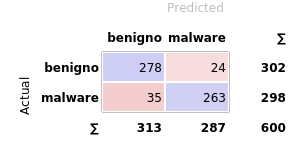 Predicted
benigno malware Σ
Actual
benigno 278 24 302
malware 35 263 298
Σ 313 287 600